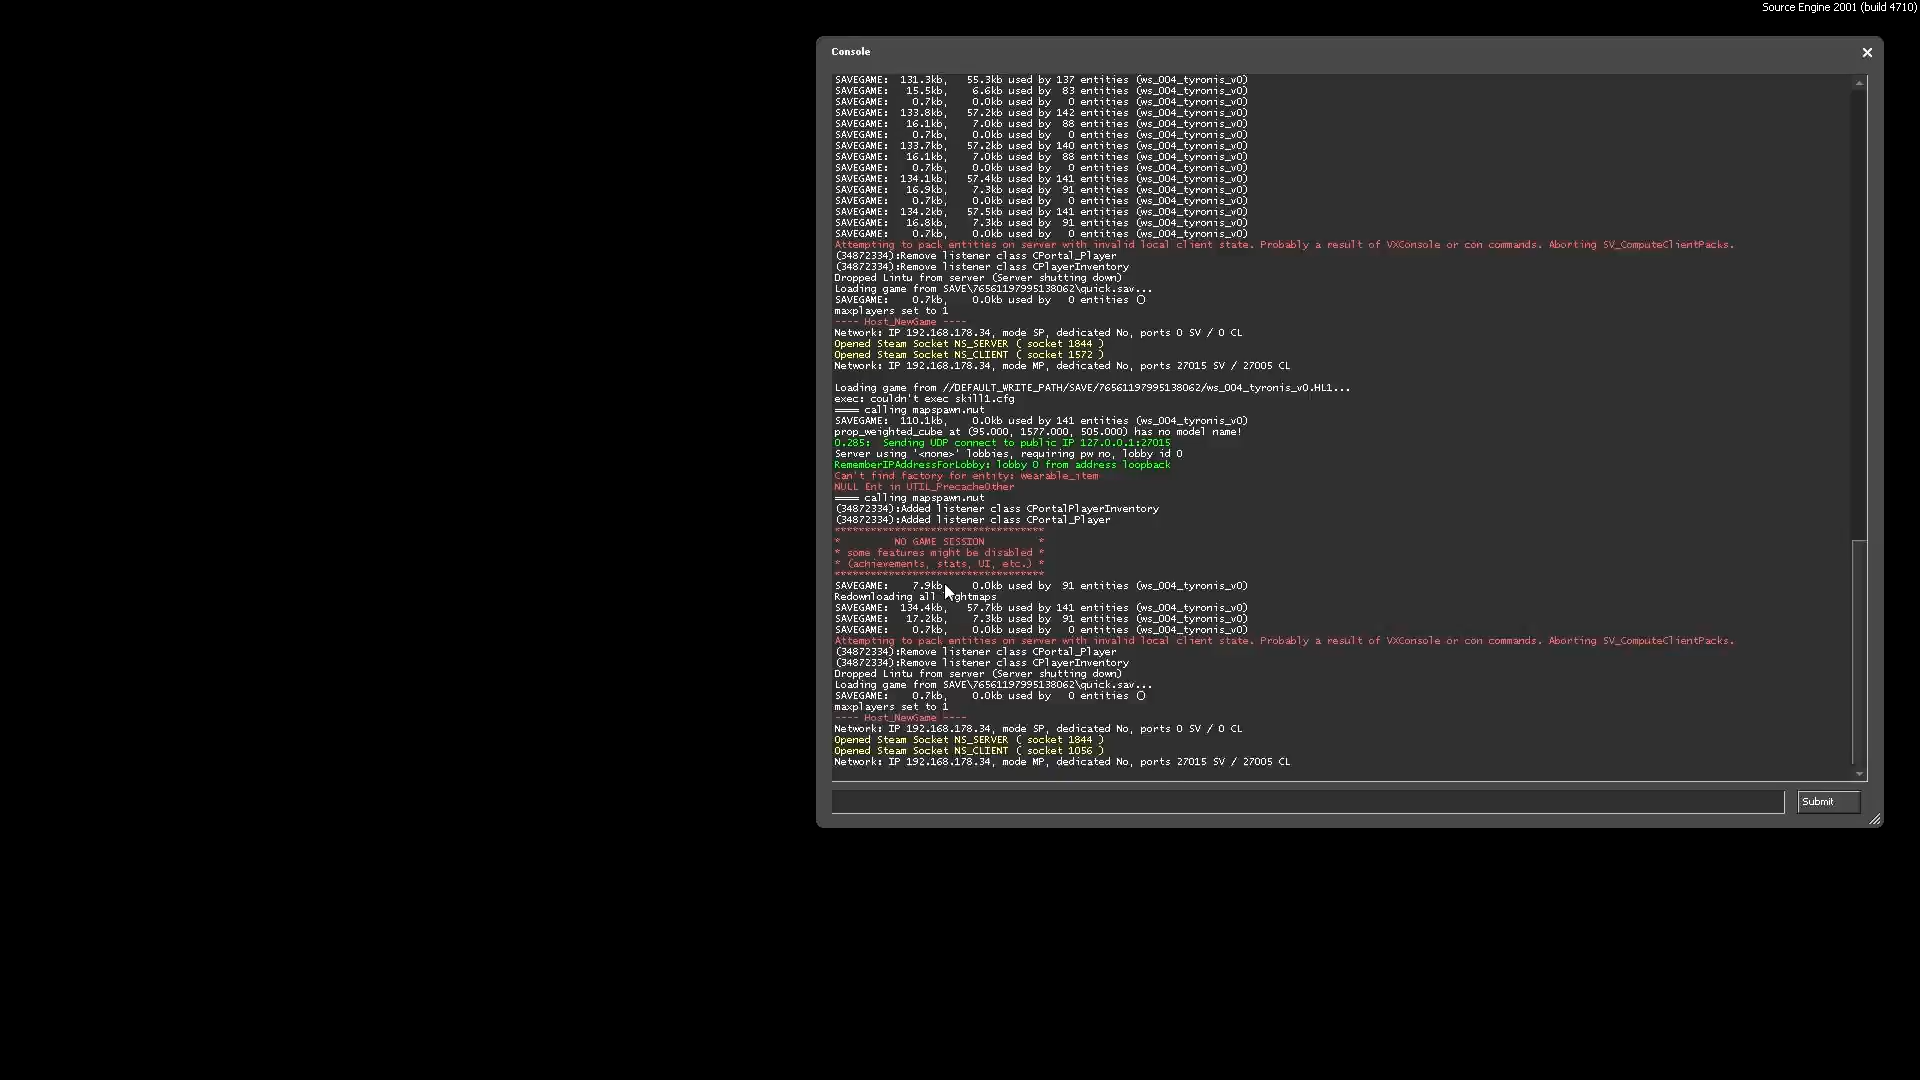 Source Engine 2001 (build 4710)
Console
SAVEGAME:  131.3kb,   55.3kb used by 137 entities (ws_004_tyronis_v0)
SAVEGAME:   15.5kb,    6.6kb used by  83 entities (ws_004_tyronis_v0)
SAVEGAME:    0.7kb,    0.0kb used by   0 entities (ws_004_tyronis_v0)
SAVEGAME:  133.8kb,   57.2kb used by 142 entities (ws_004_tyronis_v0)
SAVEGAME:   16.1kb,    7.0kb used by  88 entities (ws_004_tyronis_v0)
SAVEGAME:    0.7kb,    0.0kb used by   0 entities (ws_004_tyronis_v0)
SAVEGAME:  133.7kb,   57.2kb used by 140 entities (ws_004_tyronis_v0)
SAVEGAME:   16.1kb,    7.0kb used by  88 entities (ws_004_tyronis_v0)
SAVEGAME:    0.7kb,    0.0kb used by   0 entities (ws_004_tyronis_v0)
SAVEGAME:  134.1kb,   57.4kb used by 141 entities (ws_004_tyronis_v0)
SAVEGAME:   16.9kb,    7.3kb used by  91 entities (ws_004_tyronis_v0)
SAVEGAME:    0.7kb,    0.0kb used by   0 entities (ws_004_tyronis_v0)
SAVEGAME:  134.2kb,   57.5kb used by 141 entities (ws_004_tyronis_v0)
SAVEGAME:   16.8kb,    7.3kb used by  91 entities (ws_004_tyronis_v0)
SAVEGAME:    0.7kb,    0.0kb used by   0 entities (ws_004_tyronis_v0)
Attempting to pack entities on server with invalid local client state. Probably a result of VXConsole or con commands. Aborting SV_ComputeClientPacks.
(34872334):Remove listener class CPortal_Player
(34872334):Remove listener class CPlayerInventory
Dropped Lintu from server (Server shutting down)
Loading game from SAVE\76561197995138062\quick.sav...
SAVEGAME:    0.7kb,    0.0kb used by   0 entities ()
maxplayers set to 1
---- Host_NewGame ----
Network: IP 192.168.178.34, mode SP, dedicated No, ports 0 SV / 0 CL
Opened Steam Socket NS_SERVER ( socket 1844 )
Opened Steam Socket NS_CLIENT ( socket 1572 )
Network: IP 192.168.178.34, mode MP, dedicated No, ports 27015 SV / 27005 CL
Loading game from //DEFAULT_WRITE_PATH/SAVE/76561197995138062/ws_004_tyronis_v0.HL1...
exec: couldn't exec skill1.cfg
==== calling mapspawn.nut
SAVEGAME:  110.1kb,    0.0kb used by 141 entities (ws_004_tyronis_v0)
prop_weighted_cube at (95.000, 1577.000, 505.000) has no model name!
0.285:  Sending UDP connect to public IP 127.0.0.1:27015
Server using '<none>' lobbies, requiring pw no, lobby id 0
RememberIPAddressForLobby: lobby 0 from address loopback
Can't find factory for entity: wearable_item
NULL Ent in UTIL_PrecacheOther
==== calling mapspawn.nut
(34872334):Added listener class CPortalPlayerInventory
(34872334):Added listener class CPortal_Player
***********************************
*         NO GAME SESSION         *
* some features might be disabled *
* (achievements, stats, UI, etc.) *
***********************************
SAVEGAME:    7.9kb,    0.0kb used by  91 entities (ws_004_tyronis_v0)
Redownloading all lightmaps
SAVEGAME:  134.4kb,   57.7kb used by 141 entities (ws_004_tyronis_v0)
SAVEGAME:   17.2kb,    7.3kb used by  91 entities (ws_004_tyronis_v0)
SAVEGAME:    0.7kb,    0.0kb used by   0 entities (ws_004_tyronis_v0)
Attempting to pack entities on server with invalid local client state. Probably a result of VXConsole or con commands. Aborting SV_ComputeClientPacks.
(34872334):Remove listener class CPortal_Player
(34872334):Remove listener class CPlayerInventory
Dropped Lintu from server (Server shutting down)
Loading game from SAVE\76561197995138062\quick.sav...
SAVEGAME:    0.7kb,    0.0kb used by   0 entities ()
maxplayers set to 1
---- Host_NewGame ----
Network: IP 192.168.178.34, mode SP, dedicated No, ports 0 SV / 0 CL
Opened Steam Socket NS_SERVER ( socket 1844 )
Opened Steam Socket NS_CLIENT ( socket 1056 )
Network: IP 192.168.178.34, mode MP, dedicated No, ports 27015 SV / 27005 CL
Submit